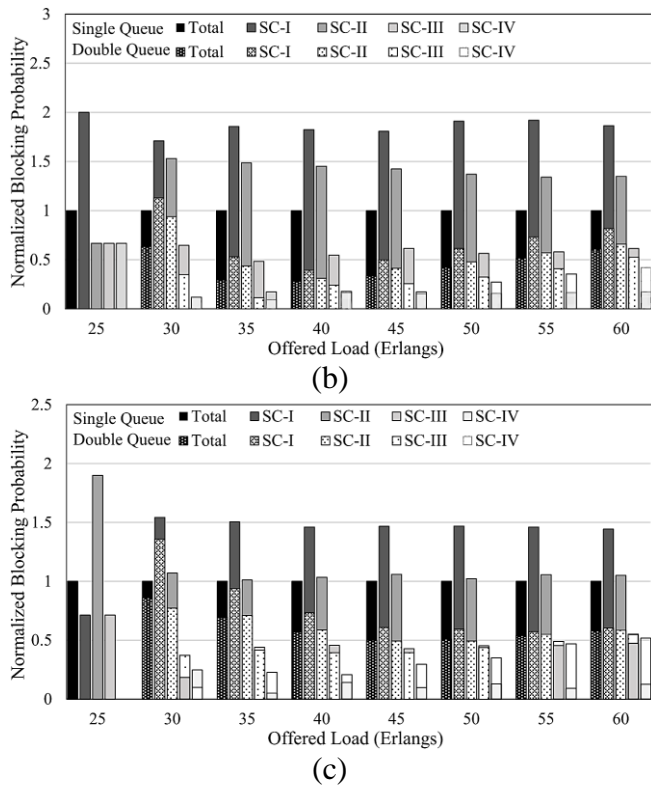 Single Queue Total SC-I SC-II SC-III SC-IV
Double Queue Total SC-I SC-II SC-III SC-IV
3
2.5
2
1.5
1
0.5
0
Normalized Blocking Probability
25 30 35 40 45 50 55 60
Offered Load (Erlangs)
(b)
Single Queue Total SC-I SC-II SC-III SC-IV
Double Queue Total SC-I SC-II SC-III SC-IV
2.5
2
1.5
1
0.5
0
Normalized Blocking Probability
25 30 35 40 45 50 55 60
Offered Load (Erlangs)
(c)